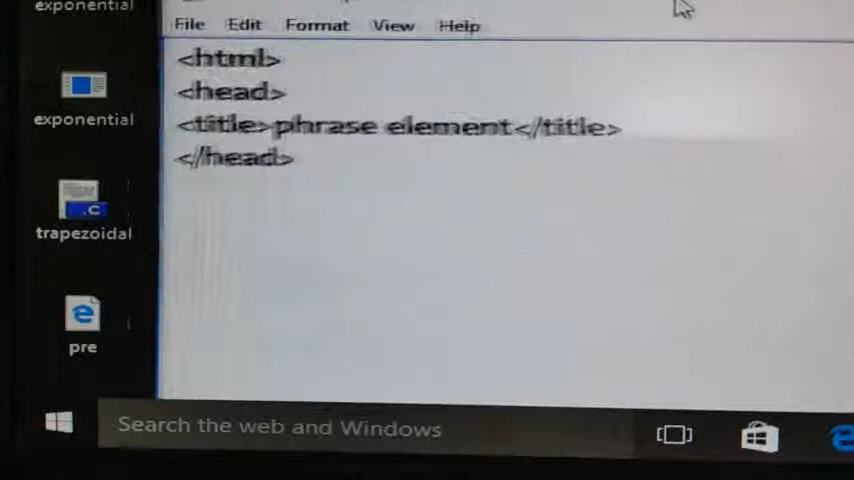 exponential
exponential
trapezoidal
.C
pre
File Edit Format View Help
<html>
<head>
<title>phrase element</title>
</head>
Search the web and Windows